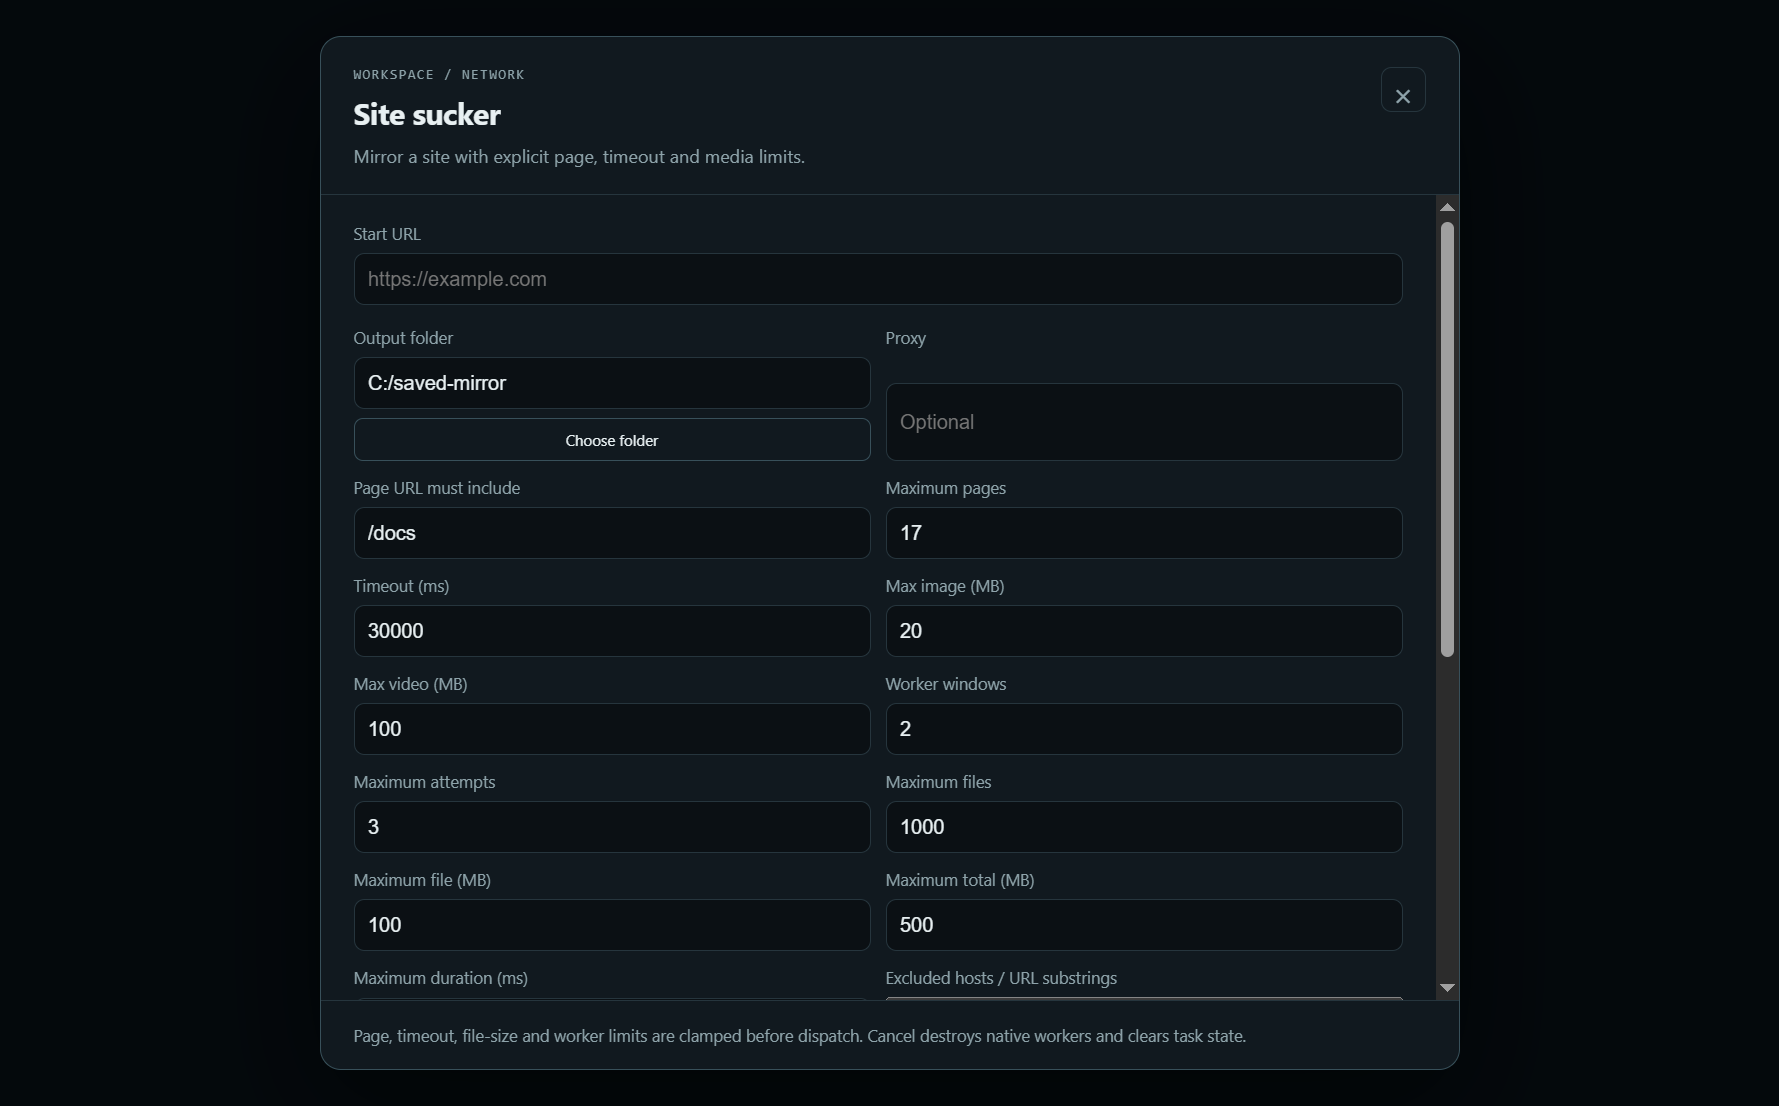 WORKSPACE / NETWORK
Site sucker
Mirror a site with explicit page, timeout and media limits.
Start URL
https://example.com
Output folder
Proxy
C:/saved-mirror
Optional
Choose folder
Page URL must include
Maximum pages
/docs
17
Timeout (ms)
Max image (MB)
30000
20
Max video (MB)
Worker windows
100
2
Maximum attempts
Maximum files
3
1000
Maximum file (MB)
Maximum total (MB)
100
500
Maximum duration (ms)
Excluded hosts / URL substrings
Page, timeout, file-size and worker limits are clamped before dispatch. Cancel destroys native workers and clears task state.